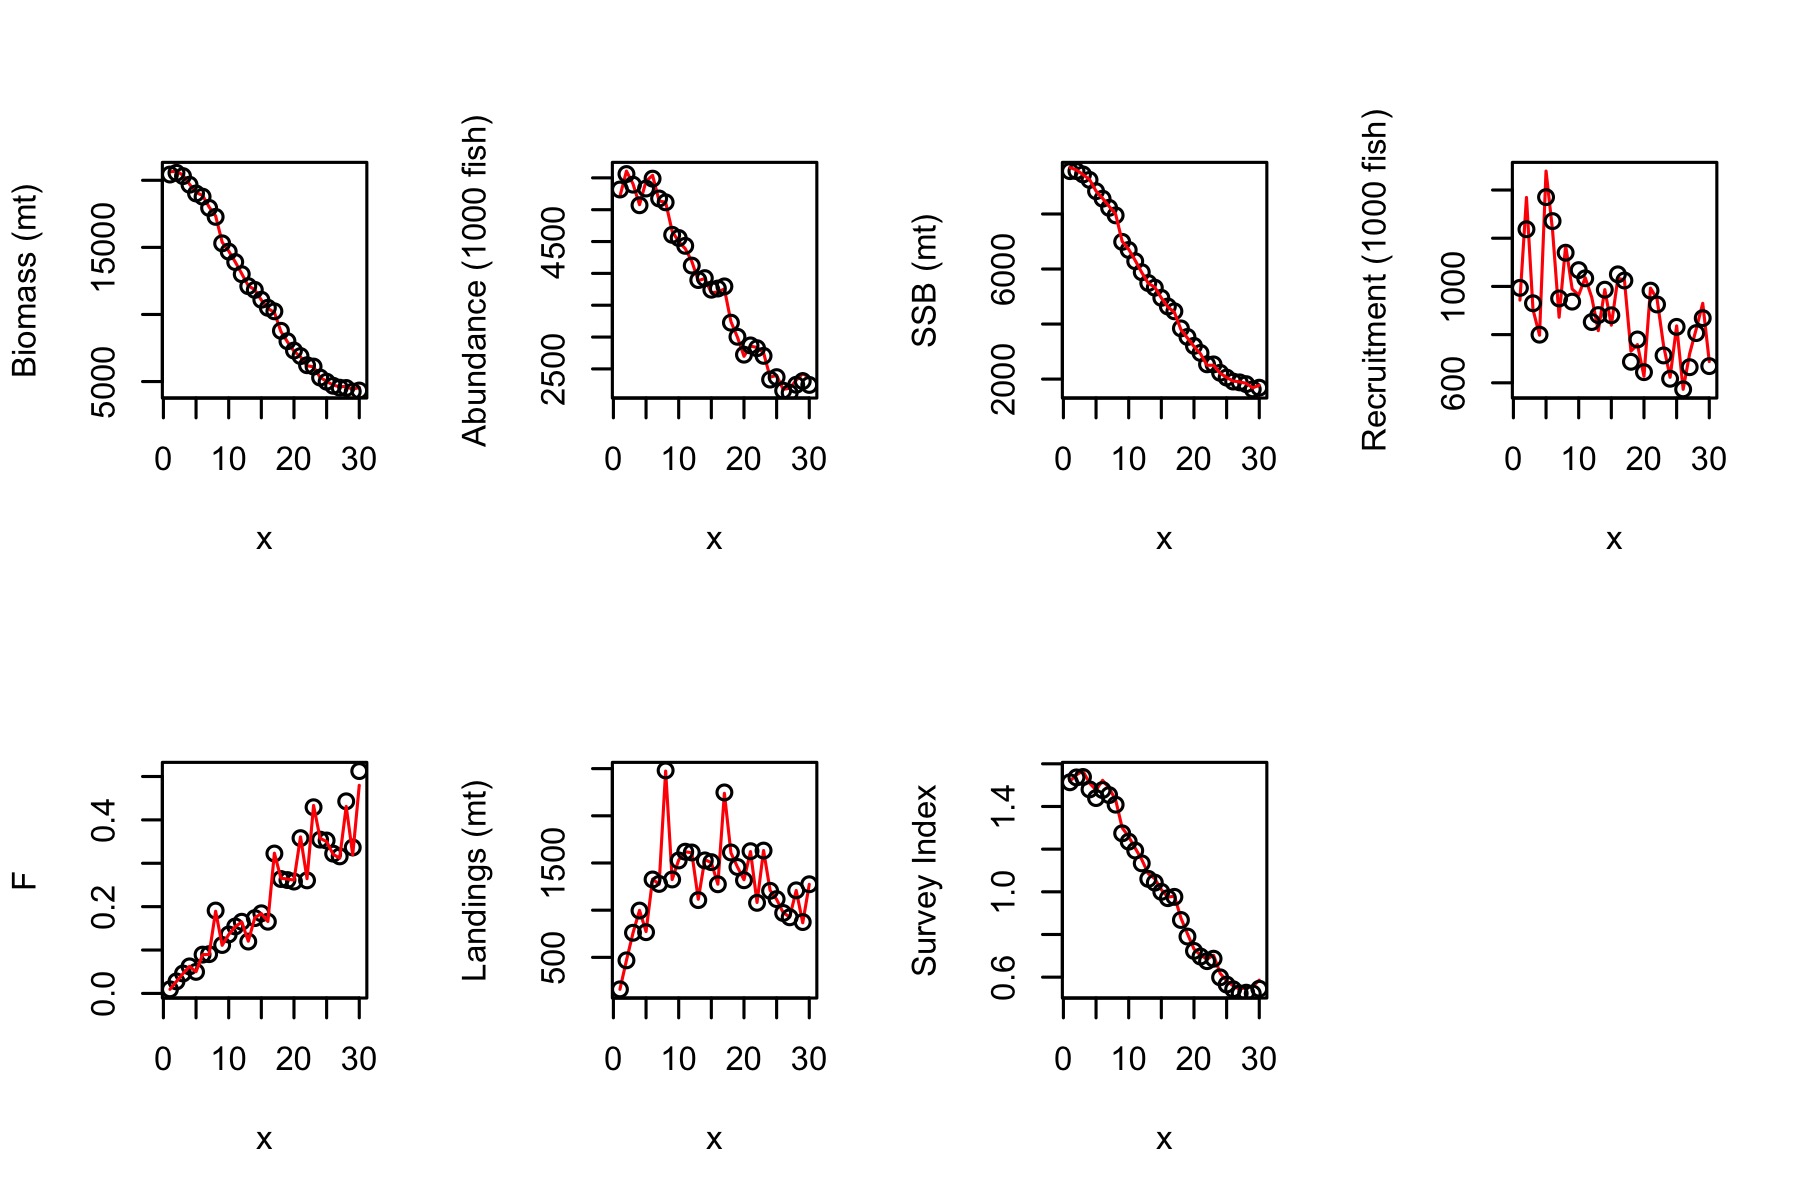 Biomass (mt)
5000 15000
0 10 20 30
x
Abundance (1000 fish)
2500 4500
0 10 20 30
x
SSB (mt)
2000 6000
0 10 20 30
x
Recruitment (1000 fish)
600 1000
0 10 20 30
x
F
0.0 0.2 0.4
0 10 20 30
x
Landings (mt)
500 1500
0 10 20 30
x
Survey Index
0.6 1.0 1.4
0 10 20 30
x